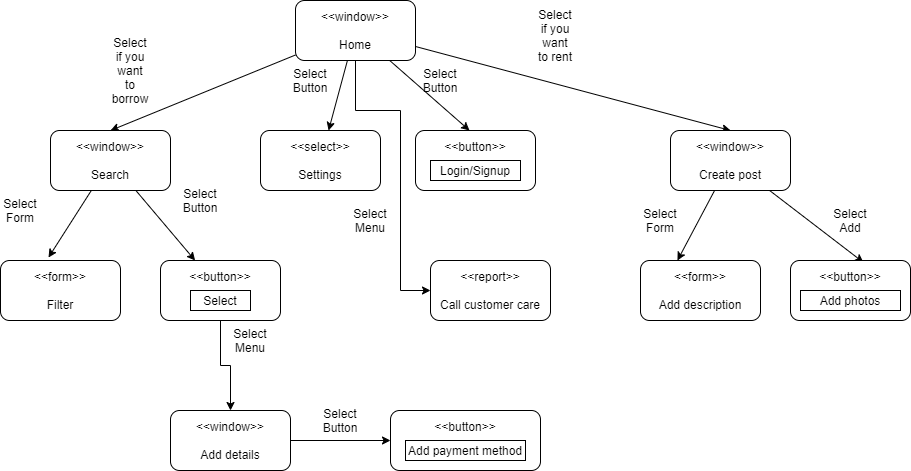 <<window>>
Home
Select
if you
want
to
borrow
Select
Button
Select
Button
Select
if you
want
to rent
<<window>>
Search
<<select>>
Settings
<<button>>
Login/Signup
<<window>>
Create post
Select
Form
Select
Button
Select
Menu
Select
Form
Select
Add
<<form>>
Filter
<<button>>
Select
<<report>>
Call customer care
<<form>>
Add description
<<button>>
Add photos
Select
Menu
<<window>>
Add details
Select
Button
<<button>>
Add payment method